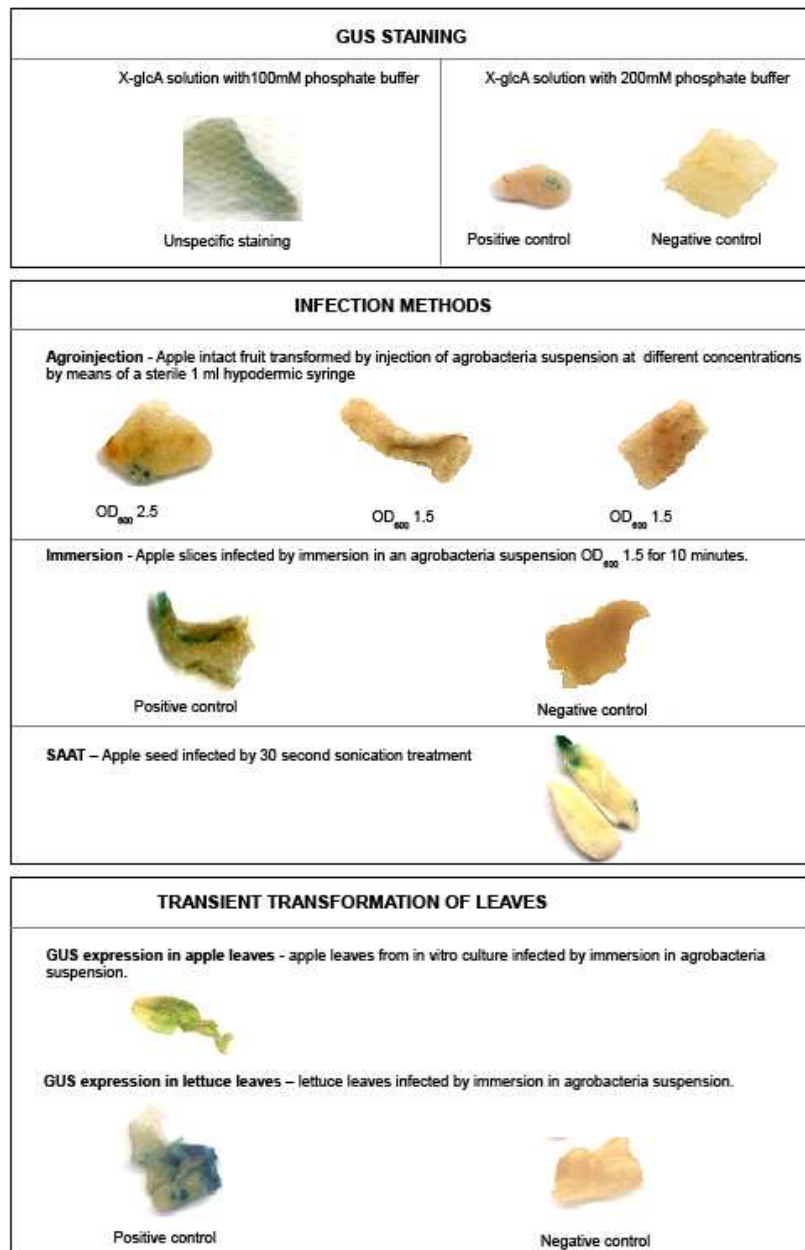 GUS STAINING
X-glcA solution with100mM phosphate buffer
X-glcA solution with 200mM phosphate buffer
Unspecific staining
Positive control
Negative control
INFECTION METHODS
Agroinjection - Apple intact fruit transformed by injection of agrobacteria suspension at different concentrations
by means of a sterile 1 ml hypodermic syringe
OD600 2.5
OD600 1.5
OD600 1.5
Immersion - Apple slices infected by immersion in an agrobacteria suspension OD600 1.5 for 10 minutes.
Positive control
Negative control
SAAT – Apple seed infected by 30 second sonication treatment
TRANSIENT TRANSFORMATION OF LEAVES
GUS expression in apple leaves - apple leaves from in vitro culture infected by immersion in agrobacteria
suspension.
GUS expression in lettuce leaves – lettuce leaves infected by immersion in agrobacteria suspension.
Positive control
Negative control